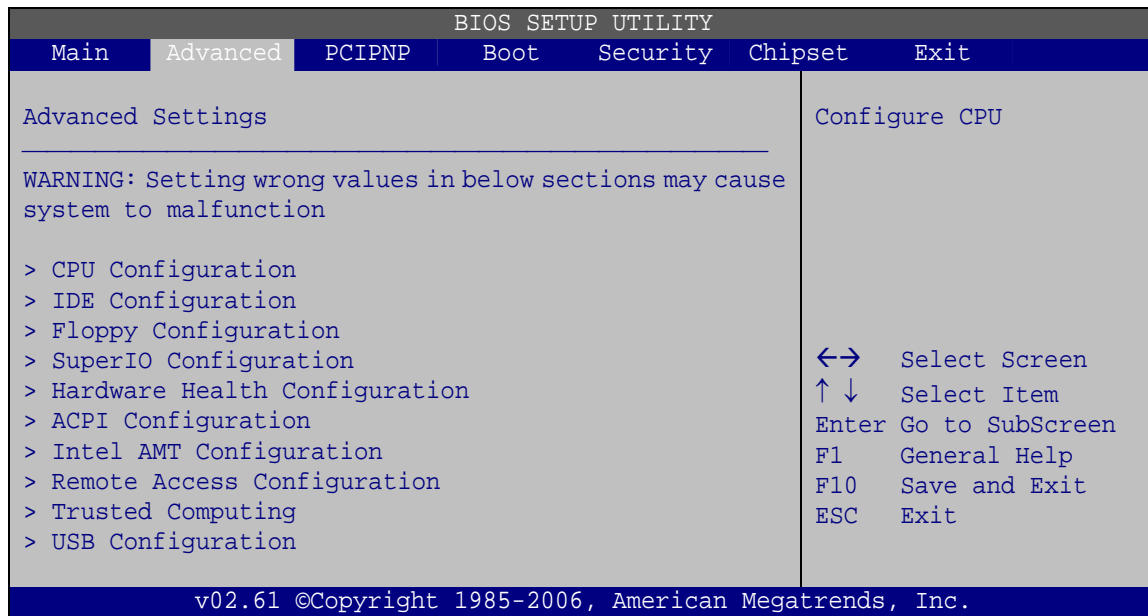 BIOS SETUP UTILITY
Main Advanced PCIPNP Boot Security Chipset Exit
Advanced Settings
WARNING: Setting wrong values in below sections may cause
system to malfunction
> CPU Configuration
> IDE Configuration
> Floppy Configuration
> SuperIO Configuration
> Hardware Health Configuration
> ACPI Configuration
> Intel AMT Configuration
> Remote Access Configuration
> Trusted Computing
> USB Configuration
Configure CPU
←→ Select Screen
↑ ↓ Select Item
Enter Go to SubScreen
F1 General Help
F10 Save and Exit
ESC Exit
v02.61 ©Copyright 1985-2006, American Megatrends, Inc.